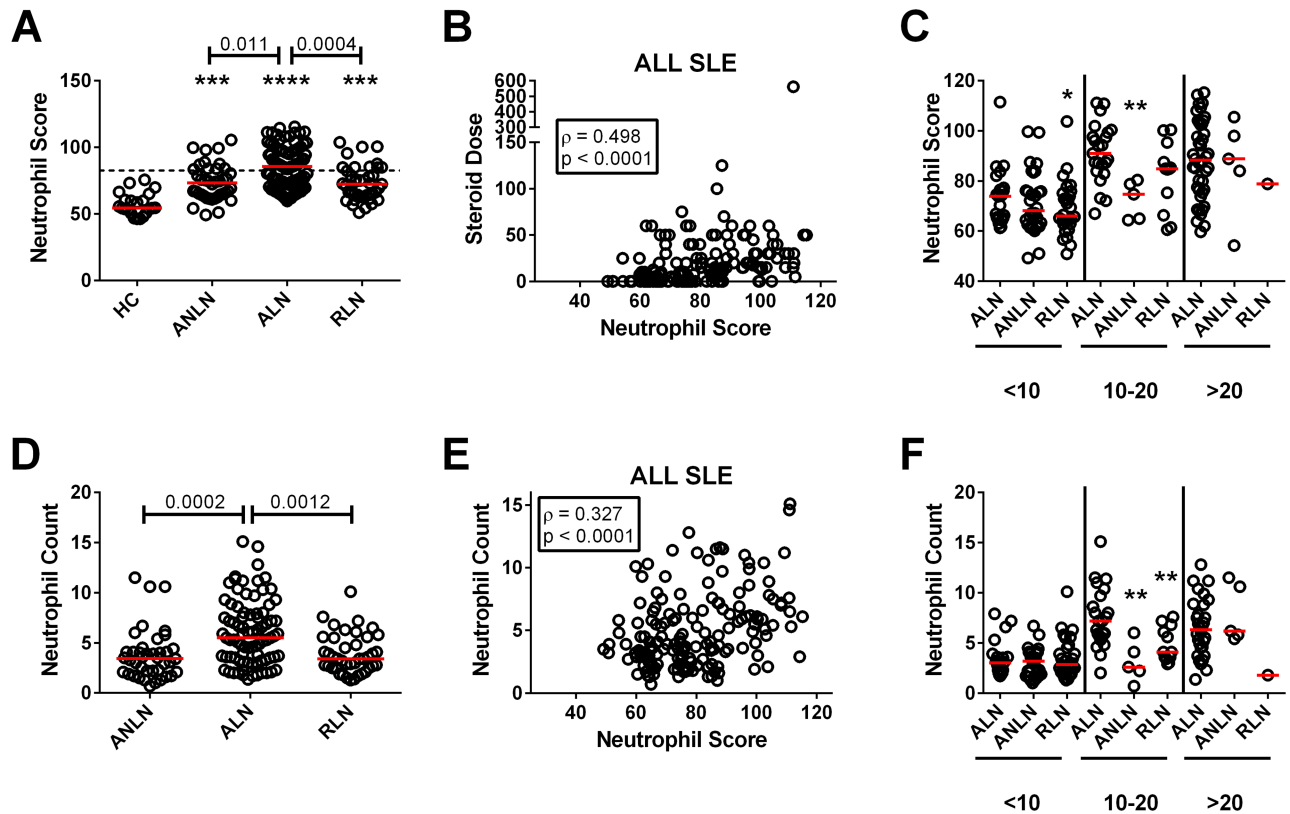 A
0.011
0.0004
***
****
***
Neutrophil Score
150
100
50
0
HC
ANLN
ALN
RLN
B
ALL SLE
ρ = 0.498
p < 0.0001
Steroid Dose
600
500
400
300
150
100
50
0
40
60
80
100
120
Neutrophil Score
C
*
**
Neutrophil Score
120
100
80
60
40
ALN
ANLN
RLN
ALN
ANLN
RLN
ALN
ANLN
RLN
<10
10-20
>20
D
0.0002
0.0012
Neutrophil Count
20
15
10
5
0
ANLN
ALN
RLN
E
ALL SLE
ρ = 0.327
p < 0.0001
Neutrophil Count
15
10
5
0
40
60
80
100
120
Neutrophil Score
F
**
**
Neutrophil Count
20
15
10
5
0
ALN
ANLN
RLN
ALN
ANLN
RLN
ALN
ANLN
RLN
<10
10-20
>20